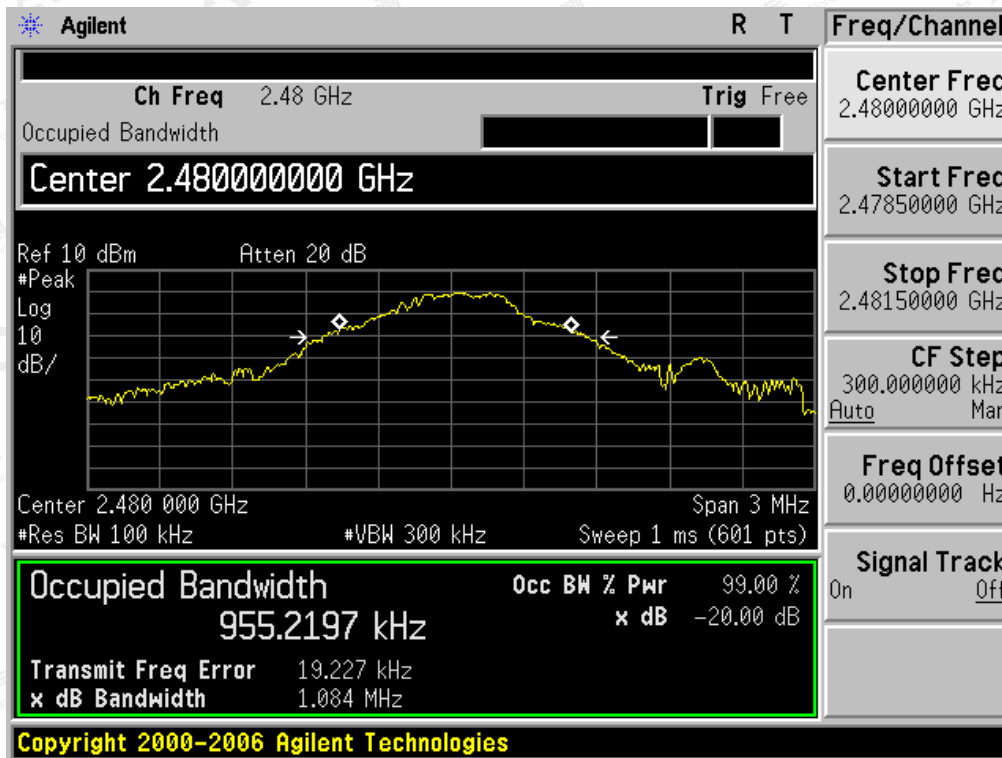 Agilent R T
Freq/Channel
Ch Freq 2.48 GHz Trig Free
Occupied Bandwidth
Center 2.480000000 GHz
Ref 10 dBm Atten 20 dB
#Peak
Log
10
dB/
Center 2.480 000 GHz Span 3 MHz
#Res BW 100 kHz #VBW 300 kHz Sweep 1 ms (601 pts)
Occupied Bandwidth Occ BW % Pwr 99.00 %
955.2197 kHz x dB -20.00 dB
Transmit Freq Error 19.227 kHz
x dB Bandwidth 1.084 MHz
Copyright 2000-2006 Agilent Technologies
Center Freq
2.48000000 GHz
Start Freq
2.47850000 GHz
Stop Freq
2.48150000 GHz
CF Step
300.000000 kHz
Auto Man
Freq Offset
0.00000000 Hz
Signal Track
On Off